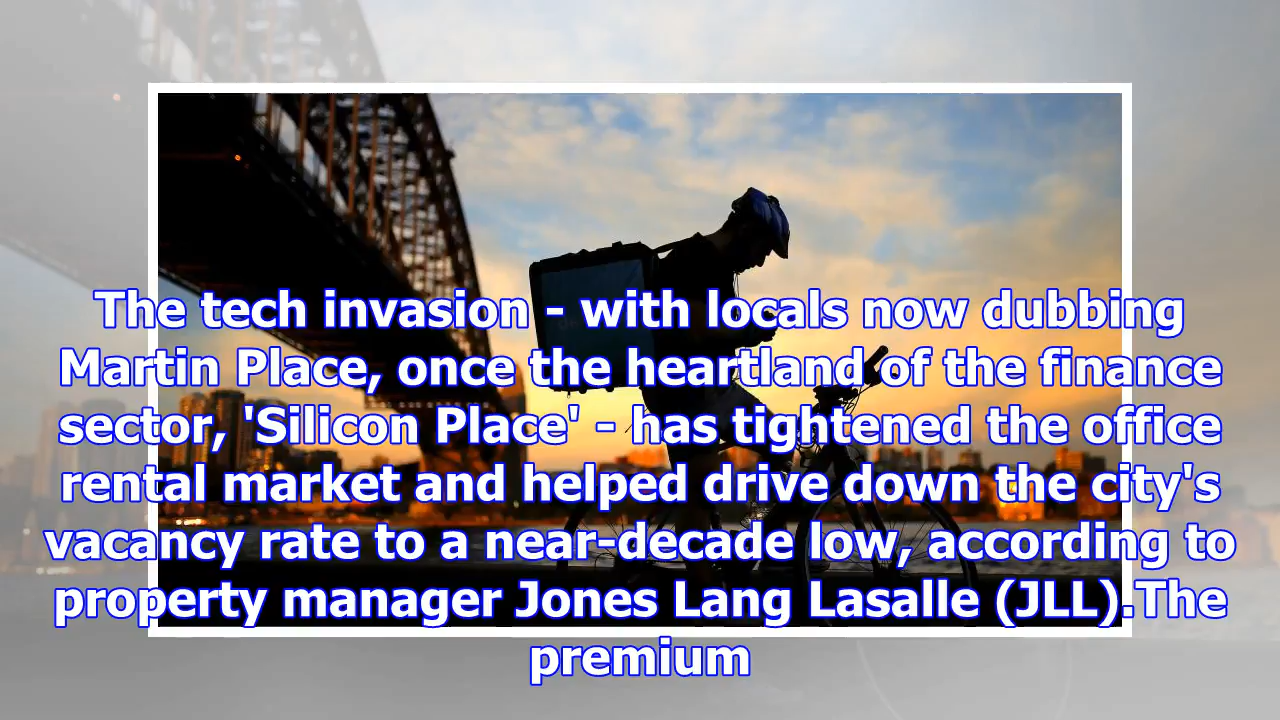 The tech invasion - with locals now dubbing
Martin Place, once the heartland of the finance
sector, 'Silicon Place' - has tightened the office
rental market and helped drive down the city's
vacancy rate to a near-decade low, according to
property manager Jones Lang Lasalle (JLL).The
premium